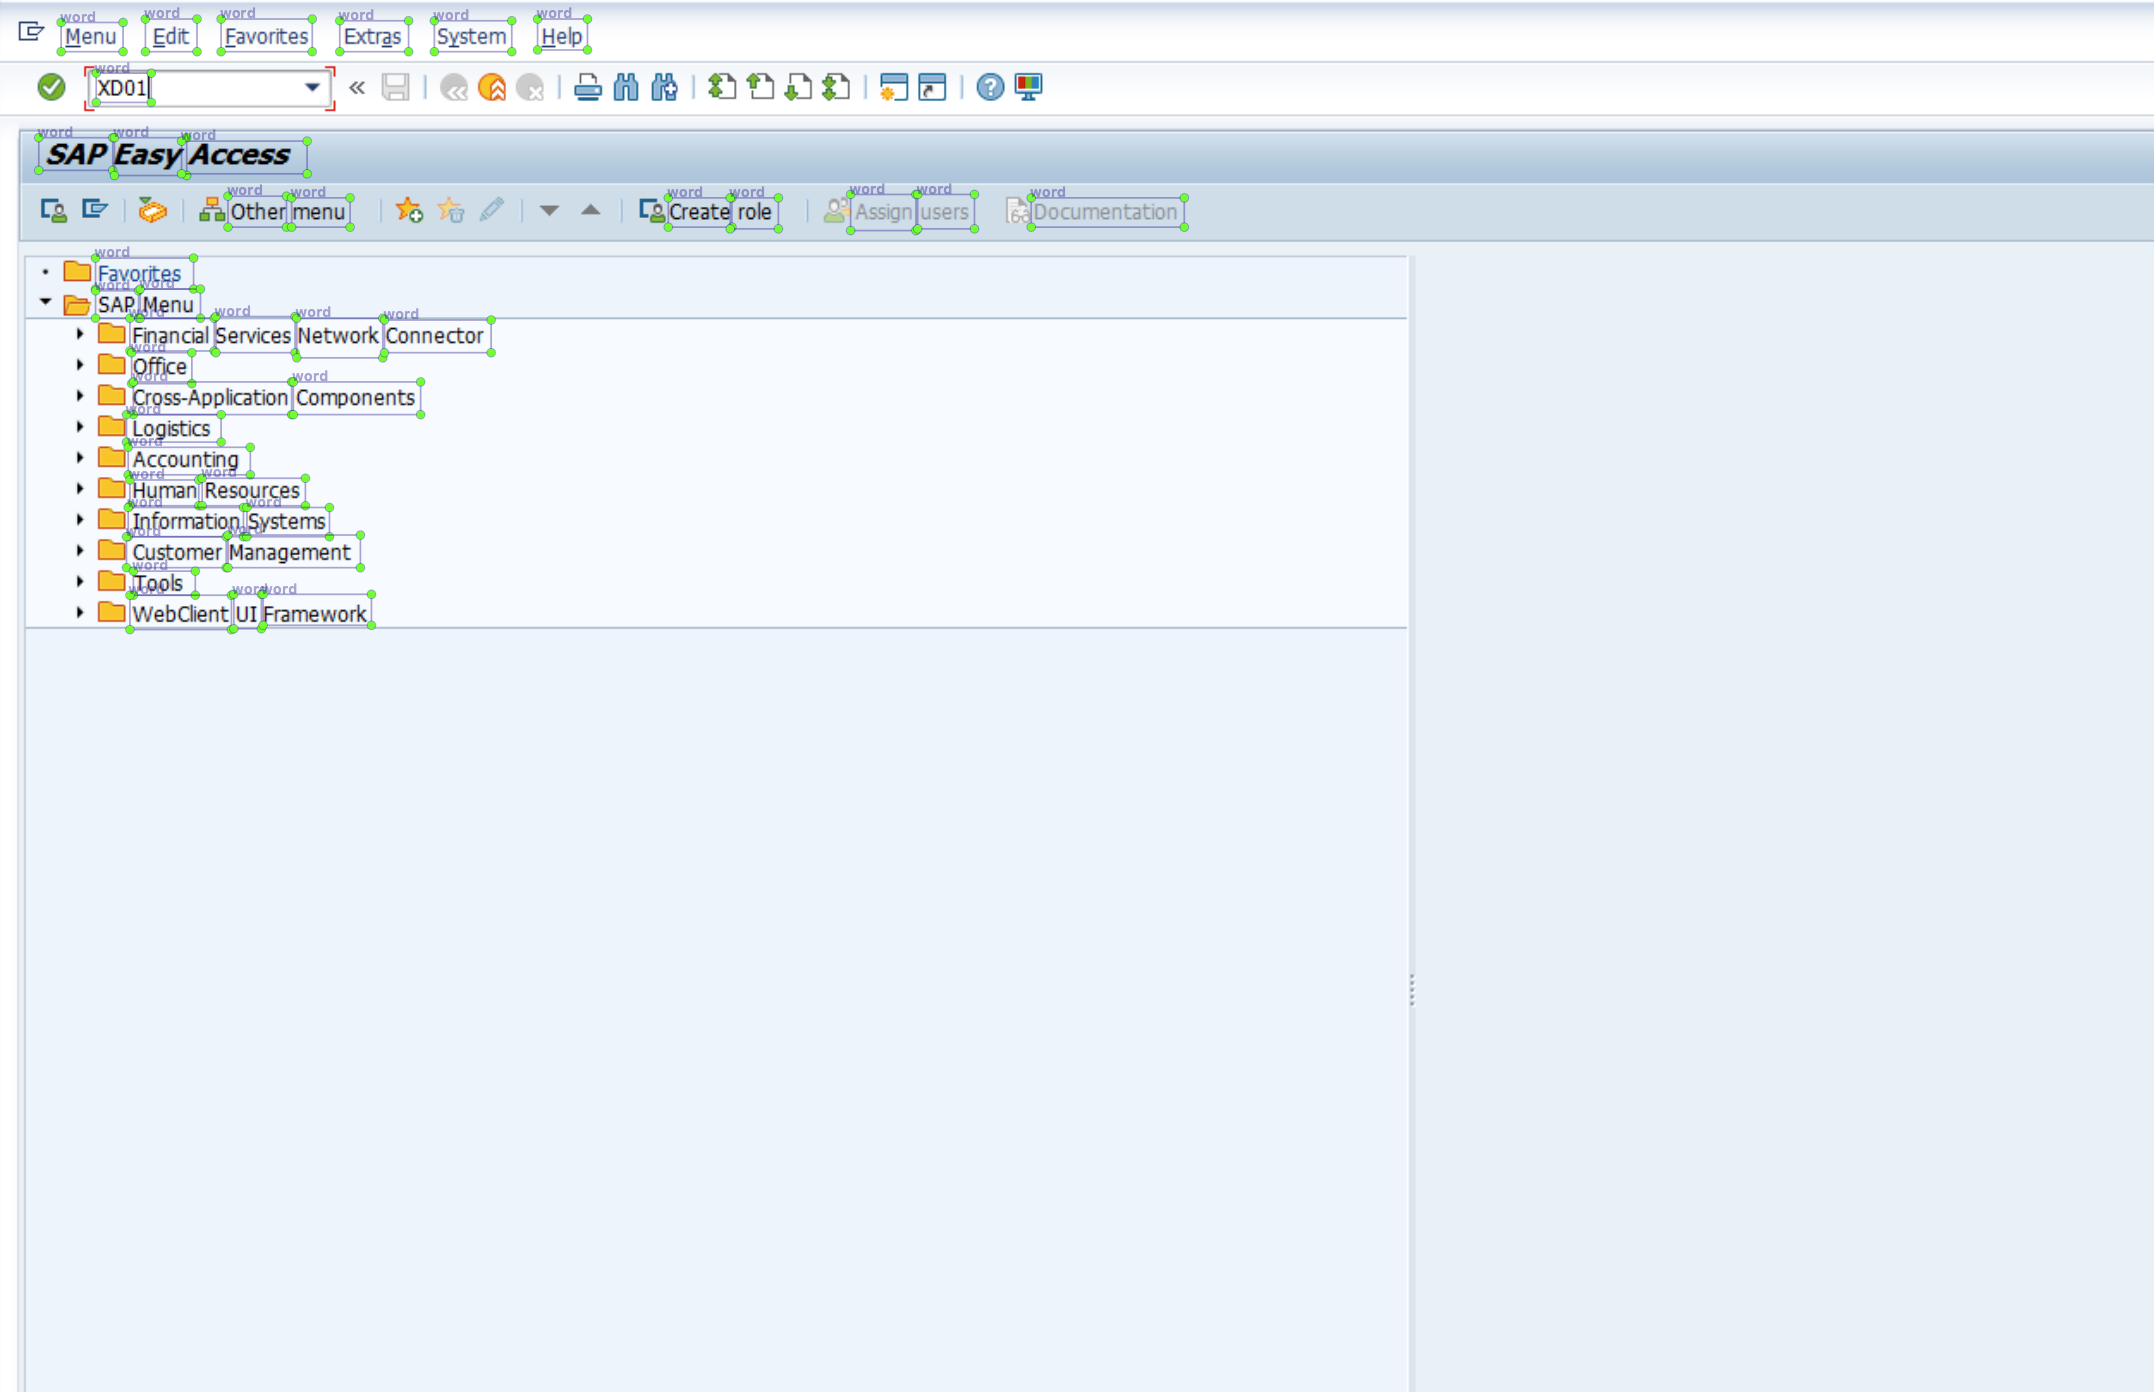 Menu Edit Favorites Extras System Help
XD01
SAP Easy Access
Other menu Create role Assign users Documentation
Favorites
SAP Menu
Financial Services Network Connector
Office
Cross-Application Components
Logistics
Accounting
Human Resources
Information Systems
Customer Management
Tools
WebClient UI Framework